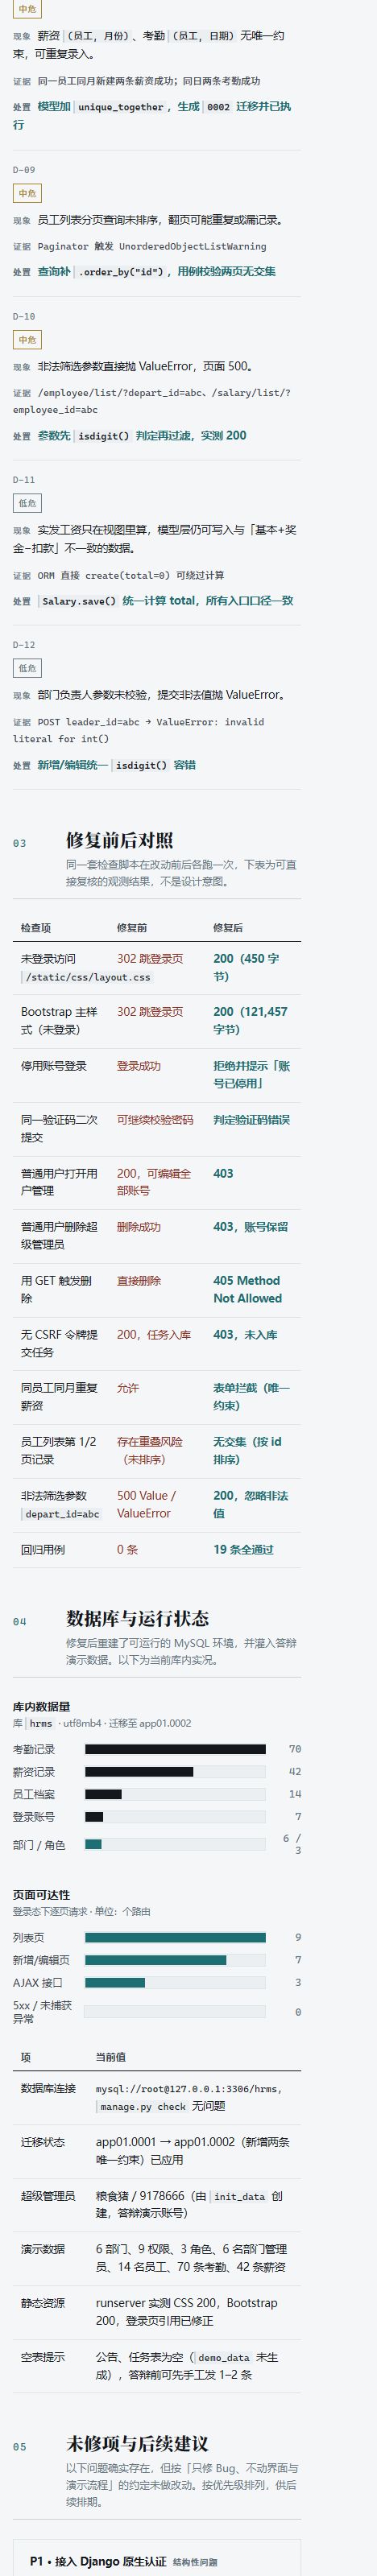 中危
现象 薪资 (员工, 月份) 、考勤 (员工, 日期) 无唯一约
束，可重复录入。
证据 同一员工同月新建两条薪资成功；同日两条考勤成功
处置 模型加 unique_together ，生成 0002 迁移并已执
行
D-09
中危
现象 员工列表分页查询未排序，翻页可能重复或漏记录。
证据 Paginator 触发 UnorderedObjectListWarning
处置 查询补 .order_by("id") ，用例校验两页无交集
D-10
中危
现象 非法筛选参数直接抛 ValueError，页面 500。
证据 /employee/list/?depart_id=abc、/salary/list/?
employee_id=abc
处置 参数先 isdigit() 判定再过滤，实测 200
D-11
低危
现象 实发工资只在视图里算，模型层仍可写入与「基本+奖
金−扣款」不一致的数据。
证据 ORM 直接 create(total=0) 可绕过计算
处置 Salary.save() 统一计算 total，所有入口口径一致
D-12
低危
现象 部门负责人参数未校验，提交非法值抛 ValueError。
证据 POST leader_id=abc → ValueError: invalid
literal for int()
处置 新增/编辑统一 isdigit() 容错
03 修复前后对照
同一套检查脚本在改动前后各跑一次，下表为可直
接复核的观测结果，不是设计意图。
检查项 修复前 修复后
未登录访问 302 跳登录页 200（450 字
/static/css/layout.css 节）
Bootstrap 主样 302 跳登录页 200（121,457
式（未登录） 字节）
停用账号登录 登录成功 拒绝并提示「账
号已停用」
同一验证码二次 可继续校验密码 判定验证码错误
提交
普通用户打开用 200，可编辑全 403
户管理 部账号
普通用户删除超 删除成功 403，账号保留
级管理员
用 GET 触发删 直接删除 405 Method
除 Not Allowed
无 CSRF 令牌提 200，任务入库 403，未入库
交任务
同员工同月重复 允许 表单拦截（唯一
薪资 约束）
员工列表第 1/2 存在重叠风险 无交集（按 id
页记录 （未排序） 排序）
非法筛选参数 500 Value / 200，忽略非法
depart_id=abc ValueError 值
回归用例 0 条 19 条全通过
04 数据库与运行状态
修复后重建了可运行的 MySQL 环境，并灌入答辩
演示数据。以下为当前库内实况。
库内数据量
库 hrms · utf8mb4 · 迁移至 app01.0002
考勤记录 70
薪资记录 42
员工档案 14
登录账号 7
部门 / 角色 6 /
3
页面可达性
登录态下逐页请求 · 单位：个路由
列表页 9
新增/编辑页 7
AJAX 接口 3
5xx / 未捕获 0
异常
项 当前值
数据库连接 mysql://root@127.0.0.1:3306/hrms，
manage.py check 无问题
迁移状态 app01.0001 → app01.0002（新增两条
唯一约束）已应用
超级管理员 粮食猪 / 9178666（由 init_data 创
建，答辩演示账号）
演示数据 6 部门、9 权限、3 角色、6 名部门管理
员、14 名员工、70 条考勤、42 条薪资
静态资源 runserver 实测 CSS 200，Bootstrap
200，登录页引用已修正
空表提示 公告、任务表为空（ demo_data 未生
成），答辩前可先手工发 1–2 条
05 未修项与后续建议
以下问题确实存在，但按「只修 Bug、不动界面与
演示流程」的约定未做改动。按优先级排列，供后
续排期。
P1 • 接入 Django 原生认证 结构性问题